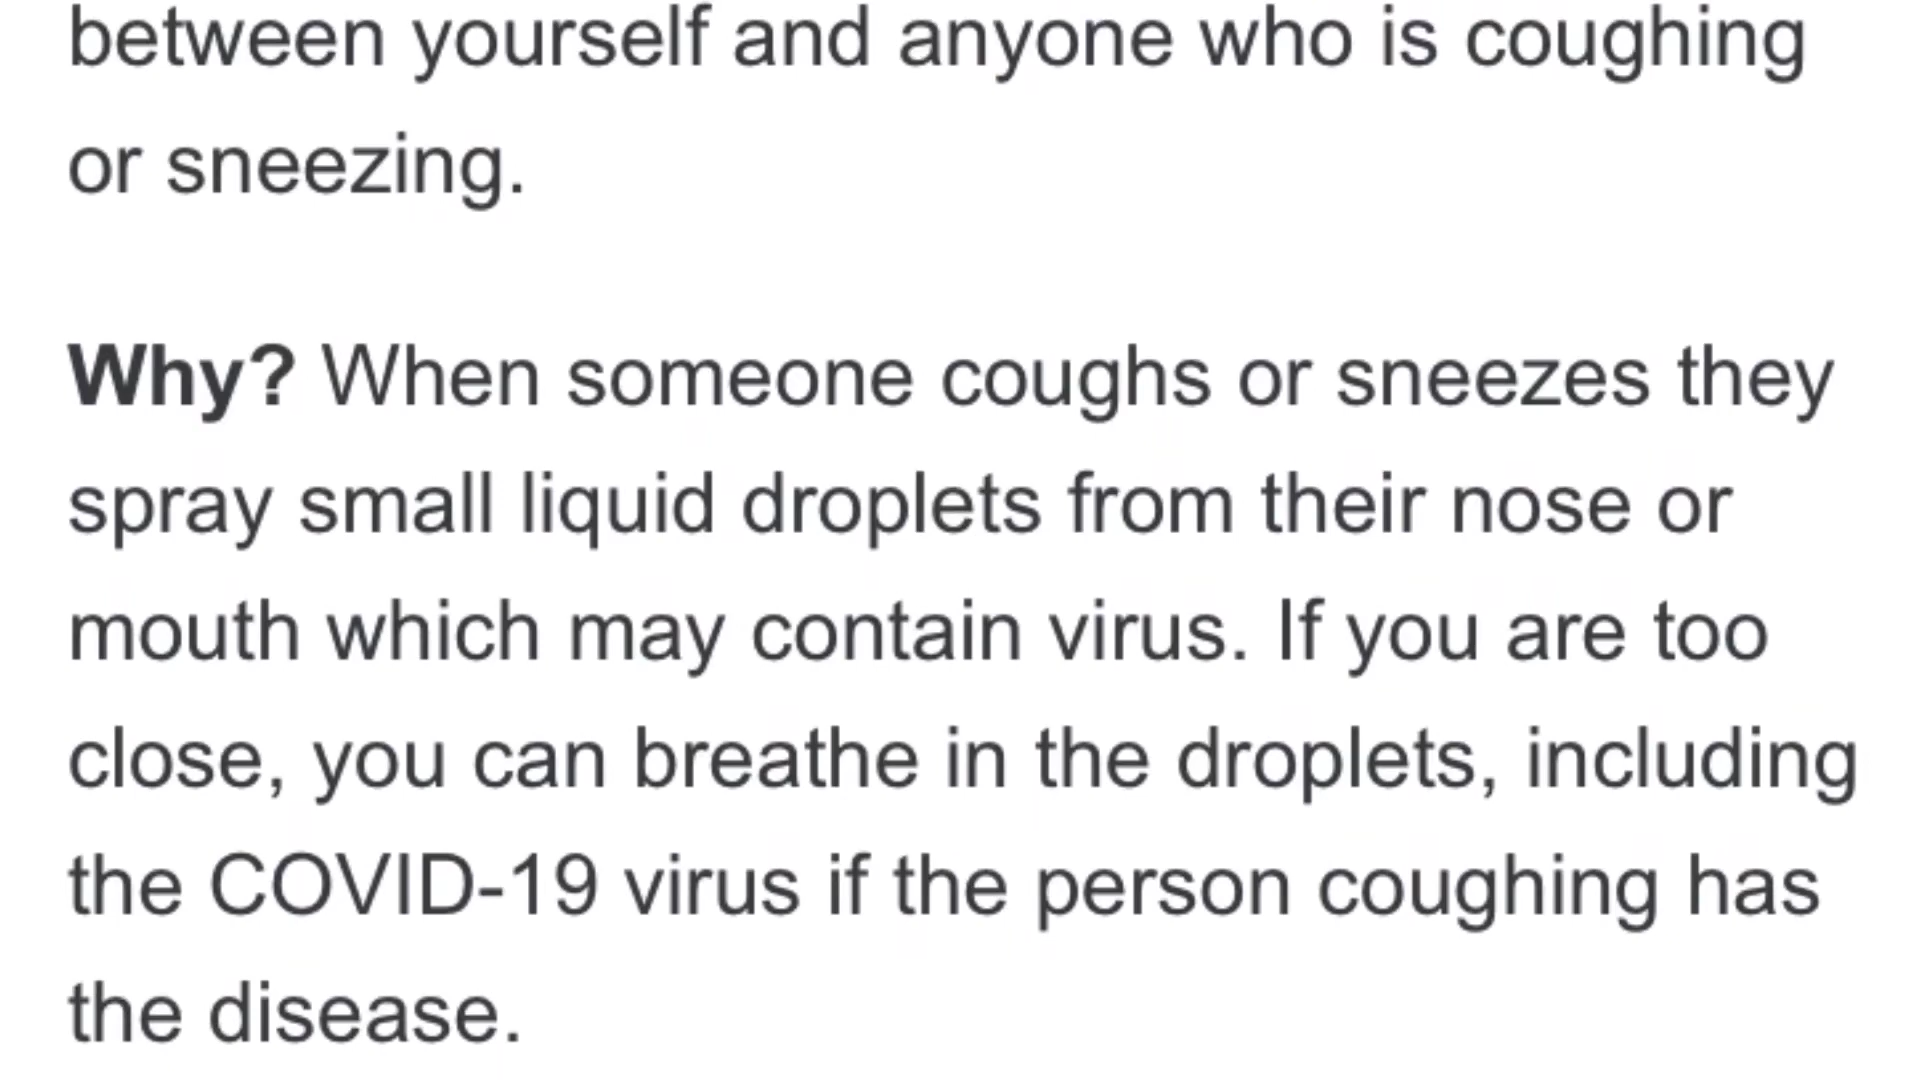 between yourself and anyone who is coughing
or sneezing.
Why? When someone coughs or sneezes they
spray small liquid droplets from their nose or
mouth which may contain virus. If you are too
close, you can breathe in the droplets, including
the COVID-19 virus if the person coughing has
the disease.